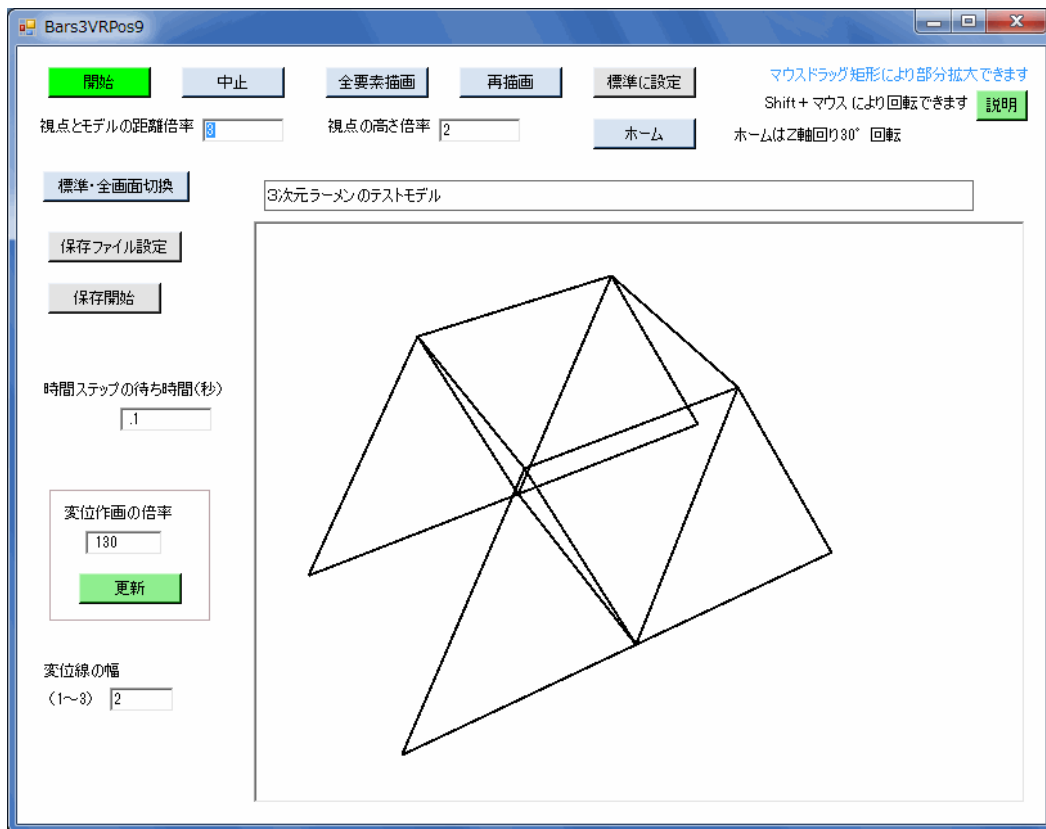 Bars3VRPos9
開始 中止 全要素描画 再描画 標準に設定 マウスドラッグ矩形により部分拡大できます
Shift+マウスにより回転できます 説明
視点とモデルの距離倍率 3 視点の高さ倍率 2 ホーム ホームはZ軸回り30° 回転
標準・全画面切換
3次元ラーメンのテストモデル
保存ファイル設定
保存開始
時間ステップの待ち時間(秒)
.1
変位作画の倍率
130
更新
変位線の幅
(1~3) 2